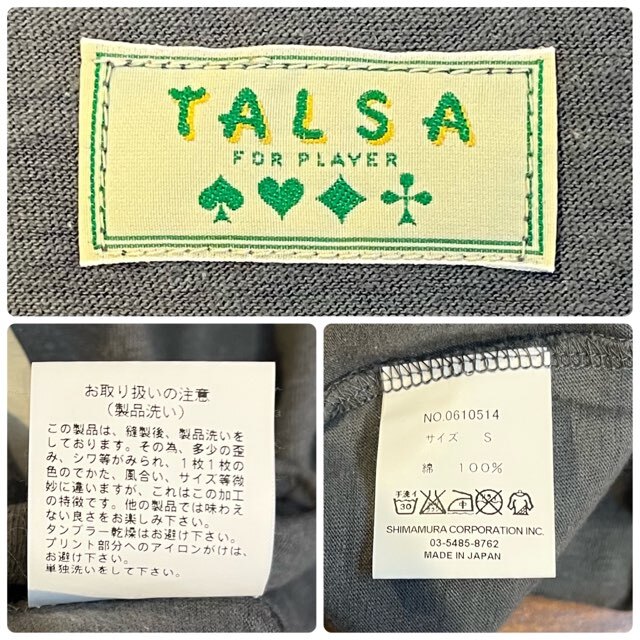 TALSA
FOR PLAYER
お取り扱いの注意
（製品洗い）
この製品は、縫製後、製品洗いを
しております。その為、多少の歪
み、シワ等がみられ、1枚1枚の
色のでかた、風合い、サイズ等微
妙に違いますが、これはこの加工
の特徴です。他の製品では味わえ
ない良さをお楽しみ下さい。
タンブラー乾燥はお避け下さい。
プリント部分へのアイロンがけは、
お避け下さい。
単独洗いをして下さい。
NO.0610514
サイズ S
綿 100%
手洗イ
30
SHIMAMURA CORPORATION INC.
03-5485-8762
MADE IN JAPAN